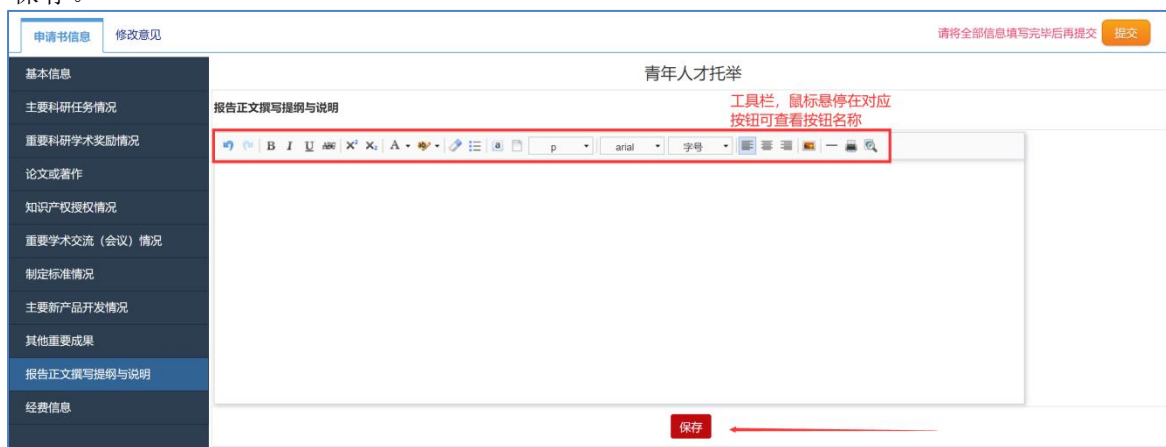 保存。
申请书信息 修改意见 请将全部信息填写完毕后再提交 提交
基本信息 青年人才托举
主要科研任务情况 报告正文撰写提纲与说明 工具栏，鼠标悬停在对应
按钮可查看按钮名称
重要科研学术奖励情况 B I U ABC X² X₂ A ab a p arial 字号
论文或著作
知识产权授权情况
重要学术交流（会议）情况
制定标准情况
主要新产品开发情况
其他重要成果
报告正文撰写提纲与说明
经费信息
保存